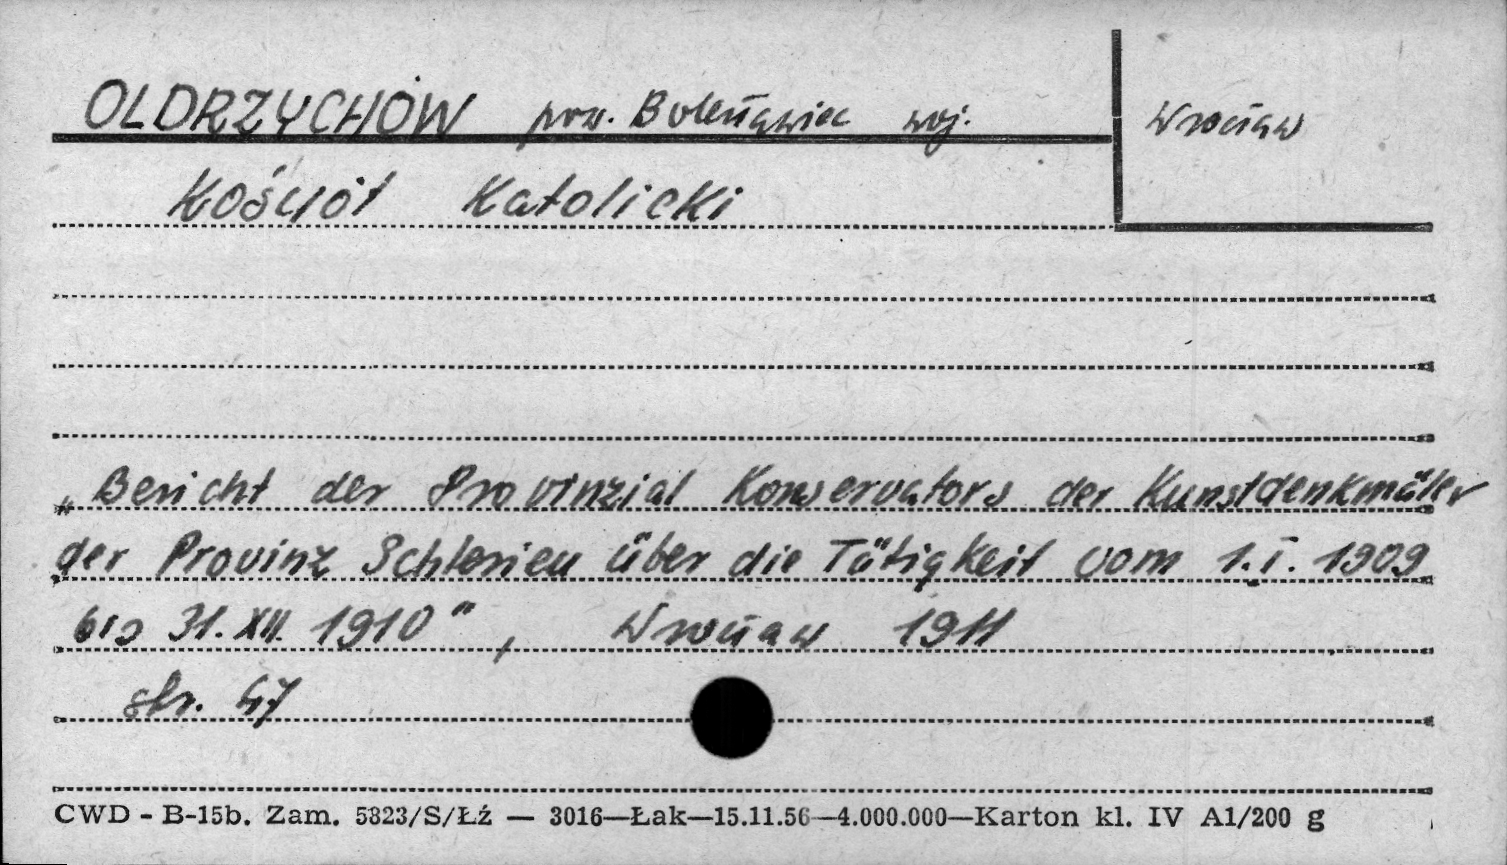 OLDRZYCHÓW pow. Bolesławiec woj. Wrocław
Kościół Katolicki
„Bericht der Provinzial Konservators der Kunstdenkmäler
der Provinz Schlesien über die Tätigkeit vom 1.I. 1909
bis 31.XII. 1910", Wrocław 1911
str. 47
CWD - B-15b. Zam. 5823/S/Łź — 3016—Łak—15.11.56—4.000.000—Karton kl. IV A1/200 g